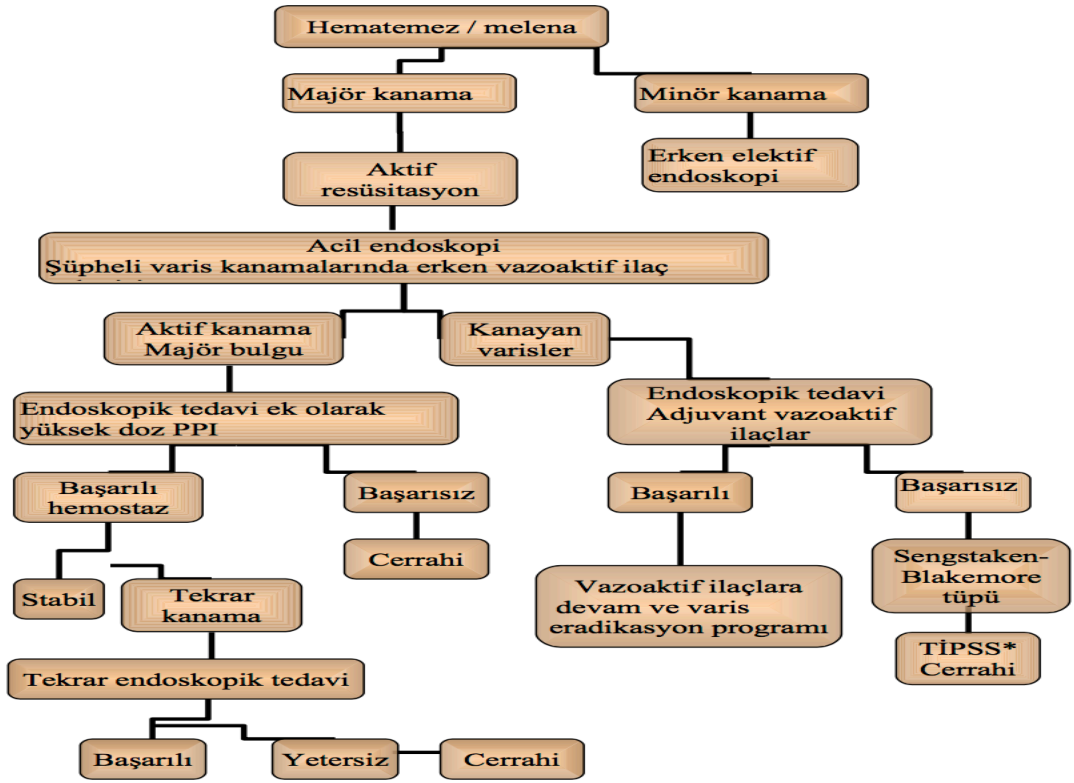 Hematemez / melena
Majör kanama
Minör kanama
Aktif
resüsitasyon
Erken elektif
endoskopi
Acil endoskopi
Şüpheli varis kanamalarında erken vazoaktif ilaç
Aktif kanama
Majör bulgu
Kanayan
varisler
Endoskopik tedavi ek olarak
yüksek doz PPI
Endoskopik tedavi
Adjuvant vazoaktif
ilaçlar
Başarılı
hemostaz
Başarısız
Başarılı
Başarısız
Cerrahi
Sengstaken-
Blakemore
tüpü
Stabil
Tekrar
kanama
Vazoaktif ilaçlara
devam ve varis
eradikasyon programı
TİPSS*
Cerrahi
Tekrar endoskopik tedavi
Başarılı
Yetersiz
Cerrahi